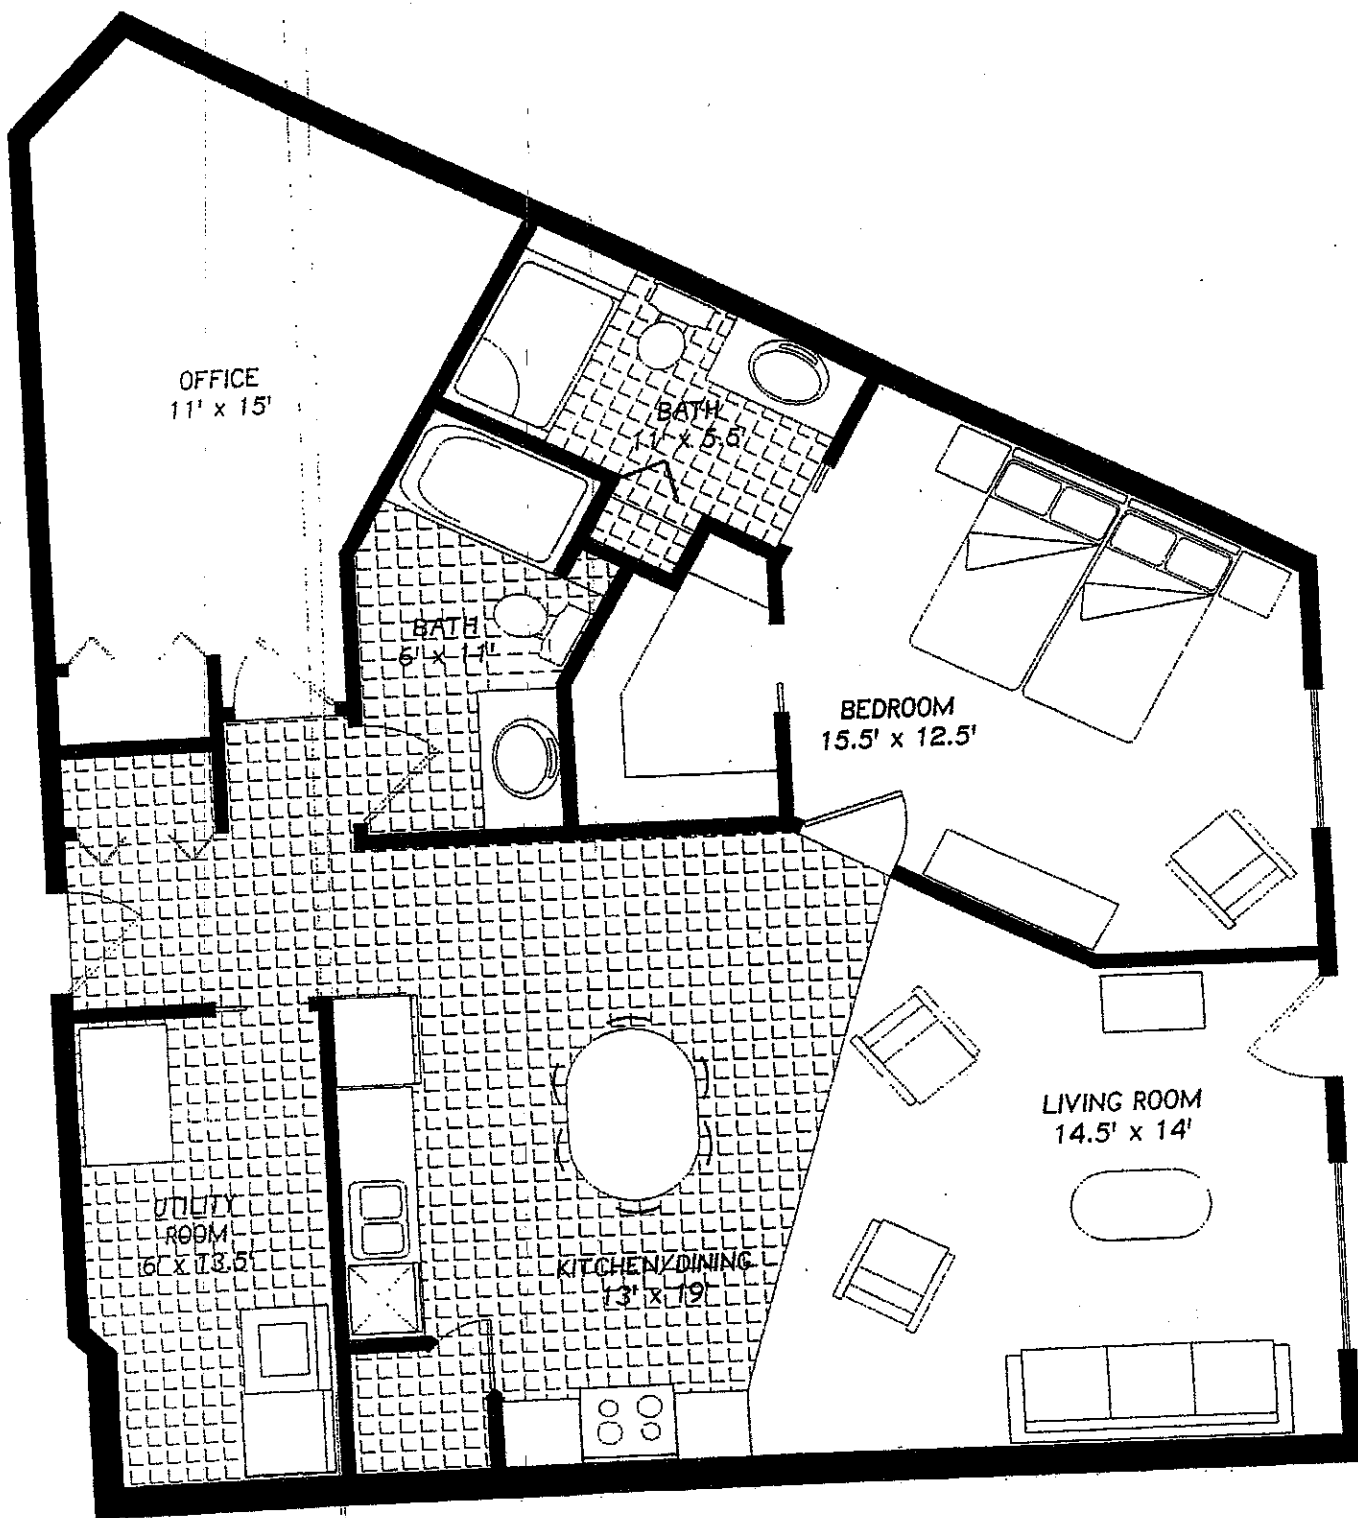 OFFICE
11' x 15'
BATH
11' x 5.5'
BATH
6' x 11'
BEDROOM
15.5' x 12.5'
LIVING ROOM
14.5' x 14'
UTILITY
ROOM
6' x 13.5'
KITCHEN/DINING
13' x 19'